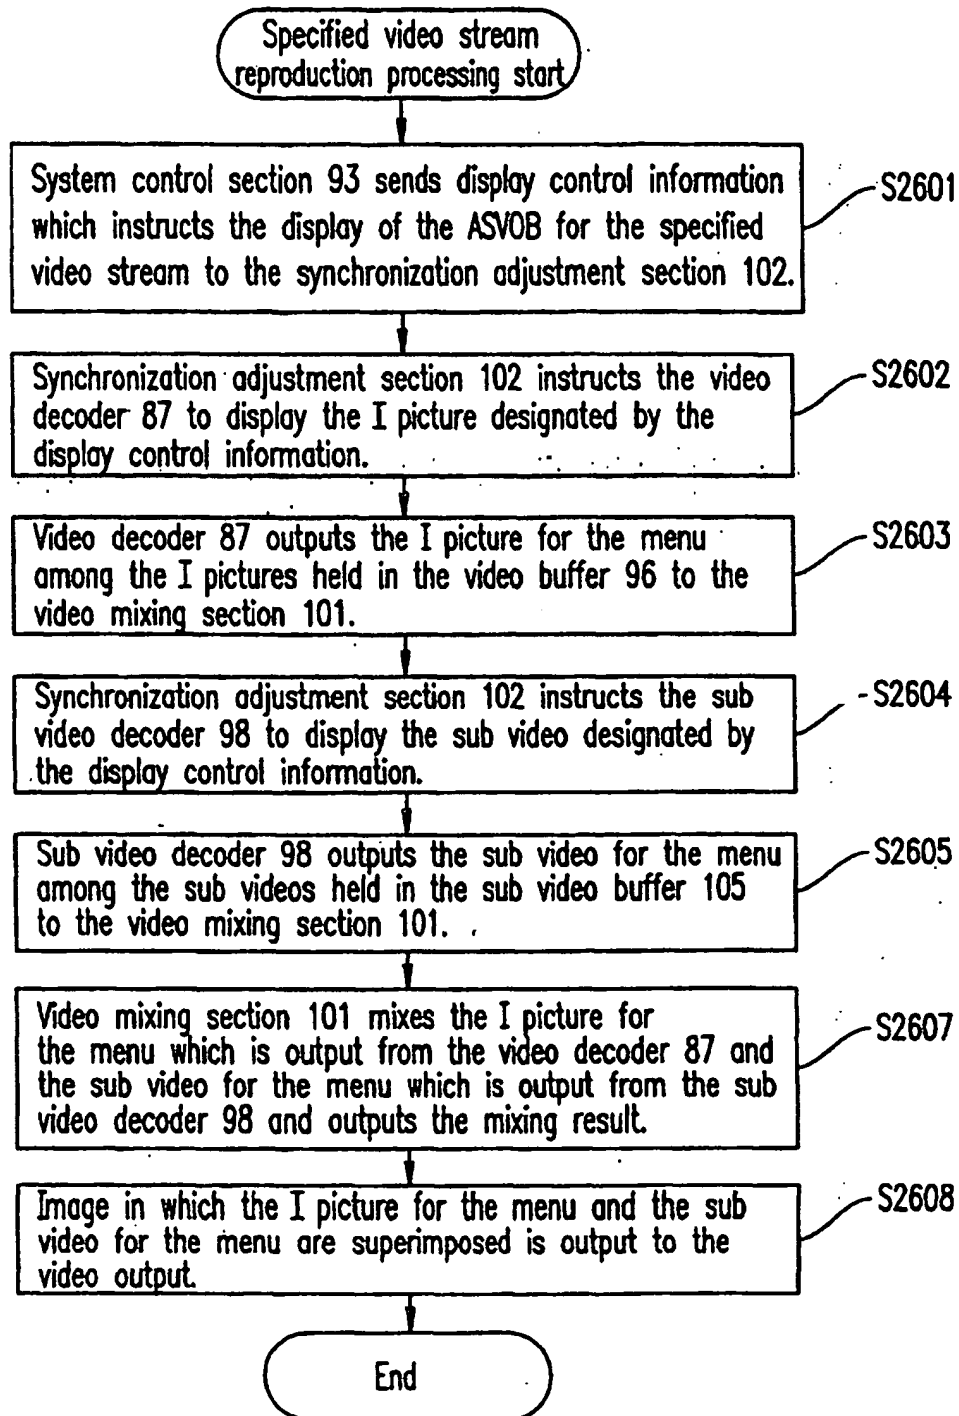 Specified video stream
reproduction processing start
System control section 93 sends display control information
which instructs the display of the ASVOB for the specified
video stream to the synchronization adjustment section 102.
S2601
Synchronization adjustment section 102 instructs the video
decoder 87 to display the I picture designated by the
display control information.
S2602
Video decoder 87 outputs the I picture for the menu
among the I pictures held in the video buffer 96 to the
video mixing section 101.
S2603
Synchronization adjustment section 102 instructs the sub
video decoder 98 to display the sub video designated by
the display control information.
S2604
Sub video decoder 98 outputs the sub video for the menu
among the sub videos held in the sub video buffer 105
to the video mixing section 101.
S2605
Video mixing section 101 mixes the I picture for
the menu which is output from the video decoder 87 and
the sub video for the menu which is output from the sub
video decoder 98 and outputs the mixing result.
S2607
Image in which the I picture for the menu and the sub
video for the menu are superimposed is output to the
video output.
S2608
End